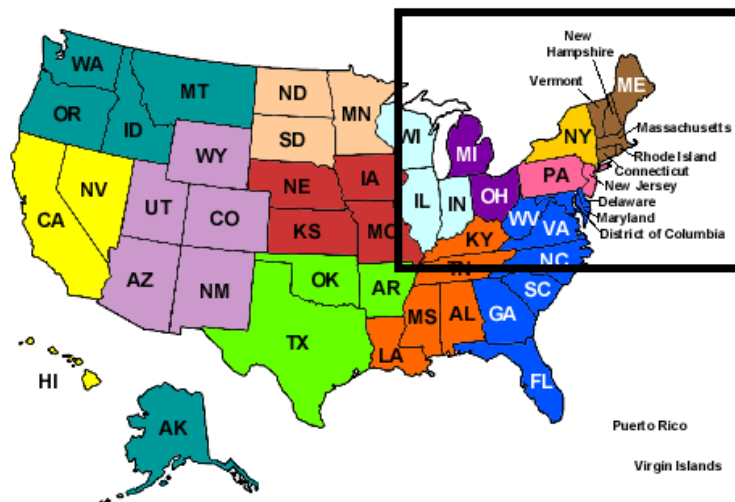 New
Hampshire
Vermont
WA
MT
ND
MN
ME
OR
ID
SD
WI
MI
NY
Massachusetts
WY
Rhode Island
Connecticut
PA
New Jersey
NV
NE
IA
OH
Delaware
CA
UT
CO
IL
IN
WV
VA
Maryland
KS
MO
KY
District of Columbia
AZ
NM
OK
AR
TN
NC
SC
MS
AL
GA
TX
LA
HI
FL
AK
Puerto Rico
Virgin Islands